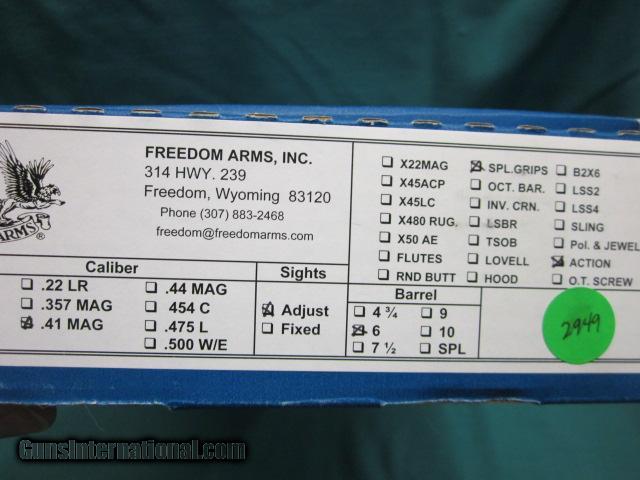 ARMS ®
FREEDOM ARMS, INC.
314 HWY. 239
Freedom, Wyoming 83120
Phone (307) 883-2468
freedom@freedomarms.com
X22MAG
X45ACP
X45LC
X480 RUG.
X50 AE
FLUTES
RND BUTT
SPL.GRIPS
OCT. BAR.
INV. CRN.
LSBR
TSOB
LOVELL
HOOD
B2X6
LSS2
LSS4
SLING
Pol. & JEWEL
ACTION
O.T. SCREW
Caliber
.22 LR
.357 MAG
.41 MAG
.44 MAG
454 C
.475 L
.500 W/E
Sights
Adjust
Fixed
Barrel
4 ¾
6
7 ½
9
10
SPL
2949
GunsInternational.com